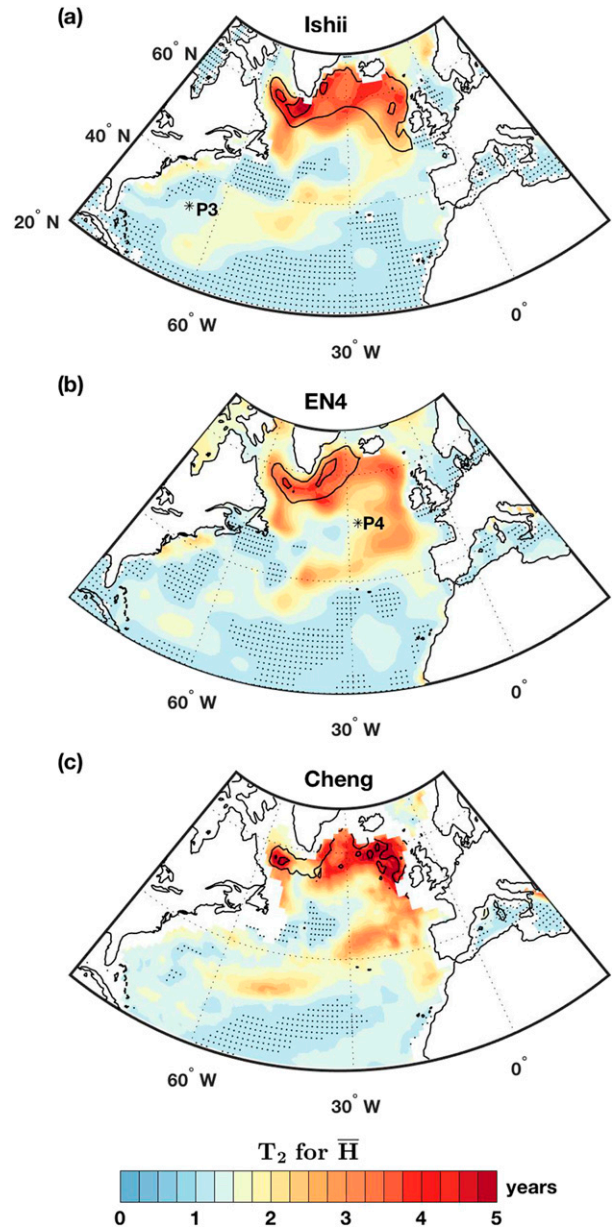 (a)
Ishii
60° N
40° N
20° N
*P3
60° W
30° W
0°
(b)
EN4
*P4
60° W
30° W
0°
(c)
Cheng
60° W
30° W
0°
T₂ for H̅
years
0 1 2 3 4 5